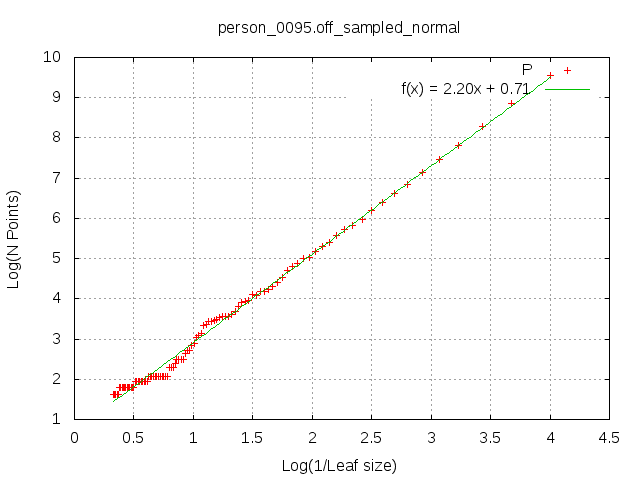 person_0095.off_sampled_normal
10
9
8
7
6
5
4
3
2
1
Log(N Points)
P
f(x) = 2.20x + 0.71
0 0.5 1 1.5 2 2.5 3 3.5 4 4.5
Log(1/Leaf size)